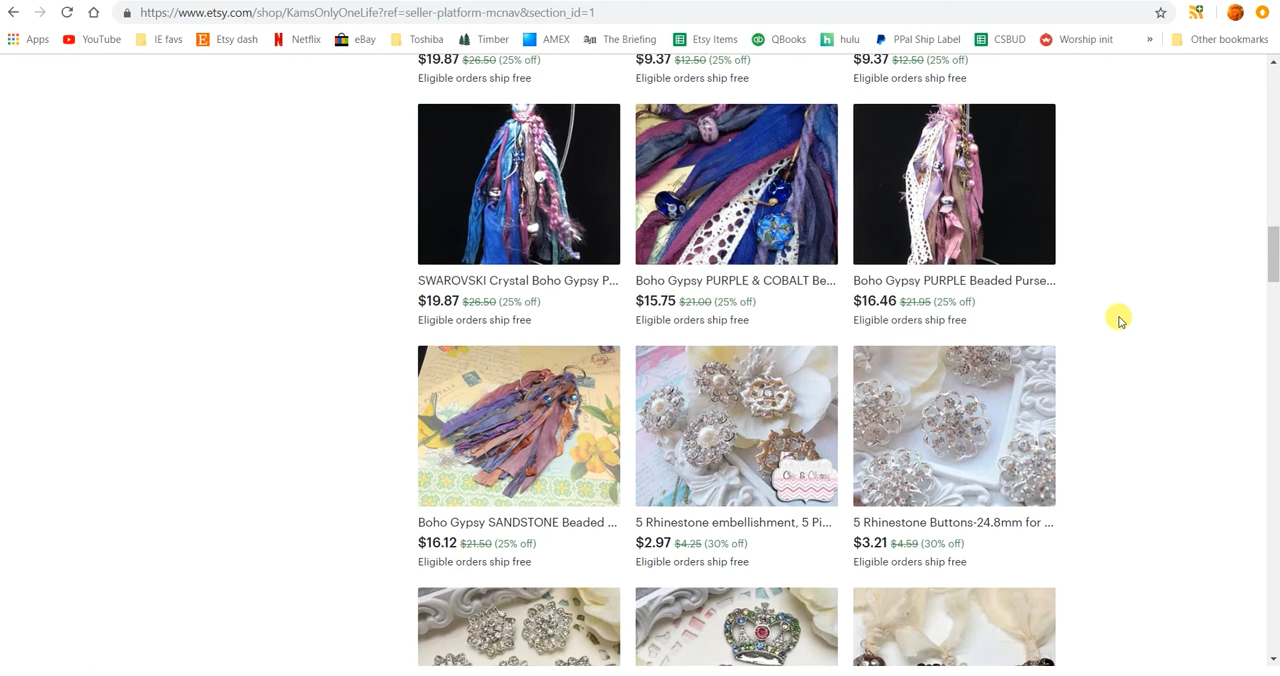 https://www.etsy.com/shop/KamsOnlyOneLife?ref=seller-platform-mcnav&section_id=1
Apps YouTube IE favs Etsy dash Netflix eBay Toshiba Timber AMEX The Briefing Etsy Items QBooks hulu PPal Ship Label CSBUD Worship init » Other bookmarks
$19.87 $26.50 (25% off) $9.37 $12.50 (25% off) $9.37 $12.50 (25% off)
Eligible orders ship free Eligible orders ship free Eligible orders ship free
SWAROVSKI Crystal Boho Gypsy P... Boho Gypsy PURPLE & COBALT Be... Boho Gypsy PURPLE Beaded Purse...
$19.87 $26.50 (25% off) $15.75 $21.00 (25% off) $16.46 $21.95 (25% off)
Eligible orders ship free Eligible orders ship free Eligible orders ship free
Chic & Classy
Boho Gypsy SANDSTONE Beaded ... 5 Rhinestone embellishment, 5 Pi... 5 Rhinestone Buttons-24.8mm for ...
$16.12 $21.50 (25% off) $2.97 $4.25 (30% off) $3.21 $4.59 (30% off)
Eligible orders ship free Eligible orders ship free Eligible orders ship free